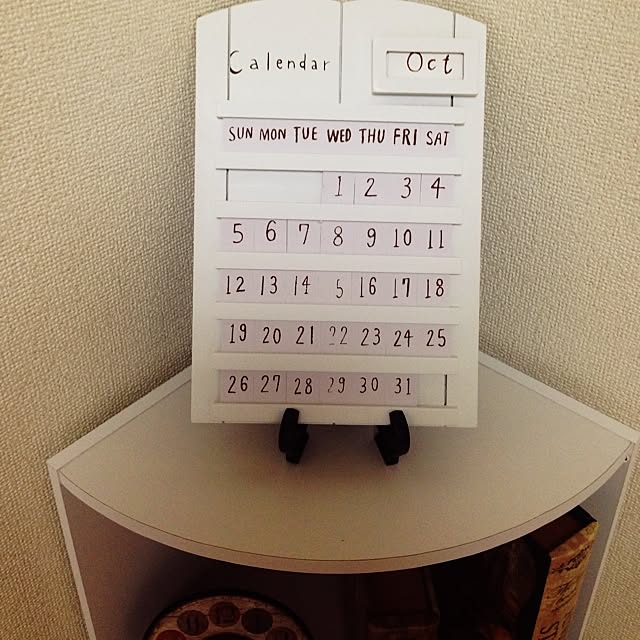 Calendar Oct
SUN MON TUE WED THU FRI SAT
1 2 3 4
5 6 7 8 9 10 11
12 13 14 5 16 17 18
19 20 21 22 23 24 25
26 27 28 29 30 31